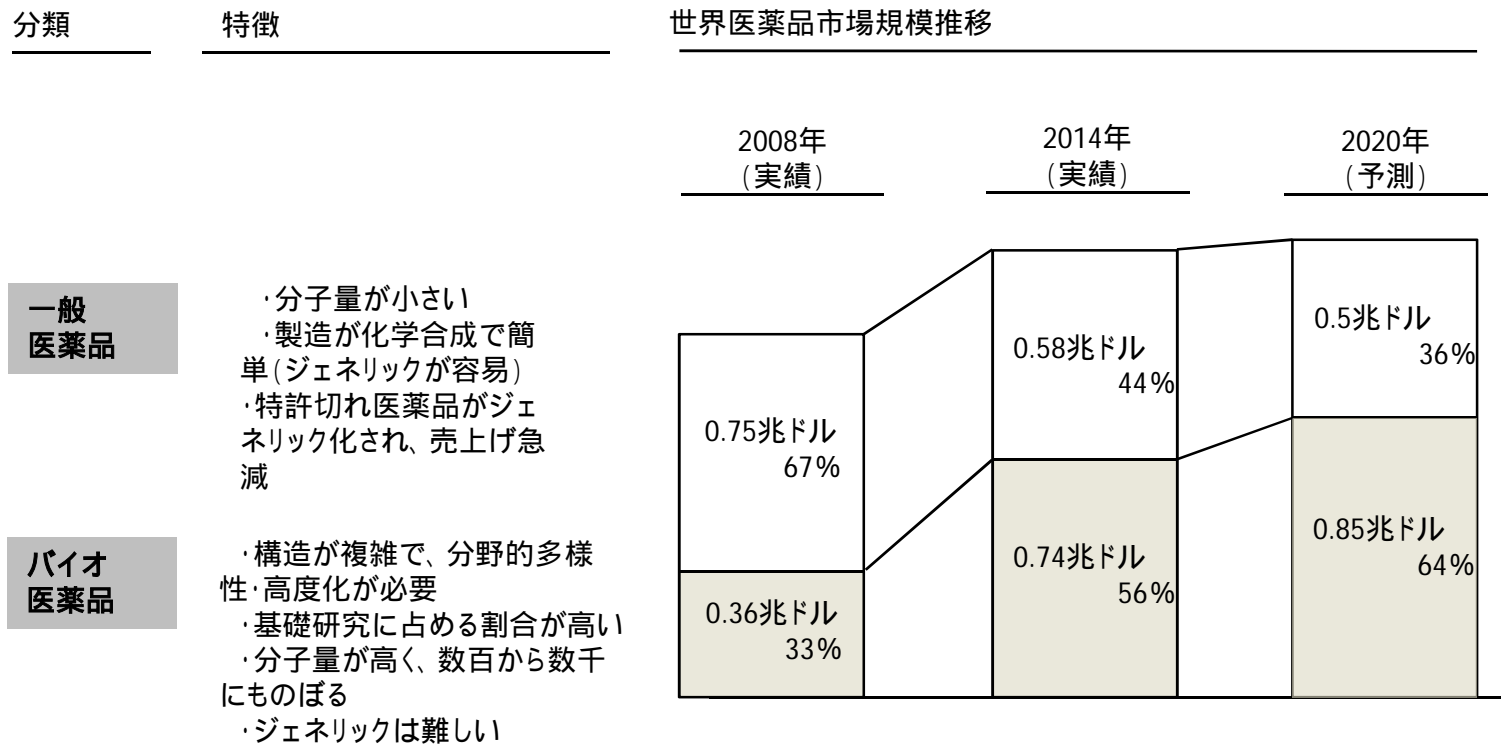 分類
特徴
世界医薬品市場規模推移
2008年
(実績)
2014年
(実績)
2020年
(予測)
一般
医薬品
・分子量が小さい
・製造が化学合成で簡
単(ジェネリックが容易)
・特許切れ医薬品がジェ
ネリック化され、売上げ急
減
0.75兆ドル
67%
0.58兆ドル
44%
0.5兆ドル
36%
バイオ
医薬品
・構造が複雑で、分野的多様
性・高度化が必要
・基礎研究に占める割合が高い
・分子量が高く、数百から数千
にものぼる
・ジェネリックは難しい
0.36兆ドル
33%
0.74兆ドル
56%
0.85兆ドル
64%